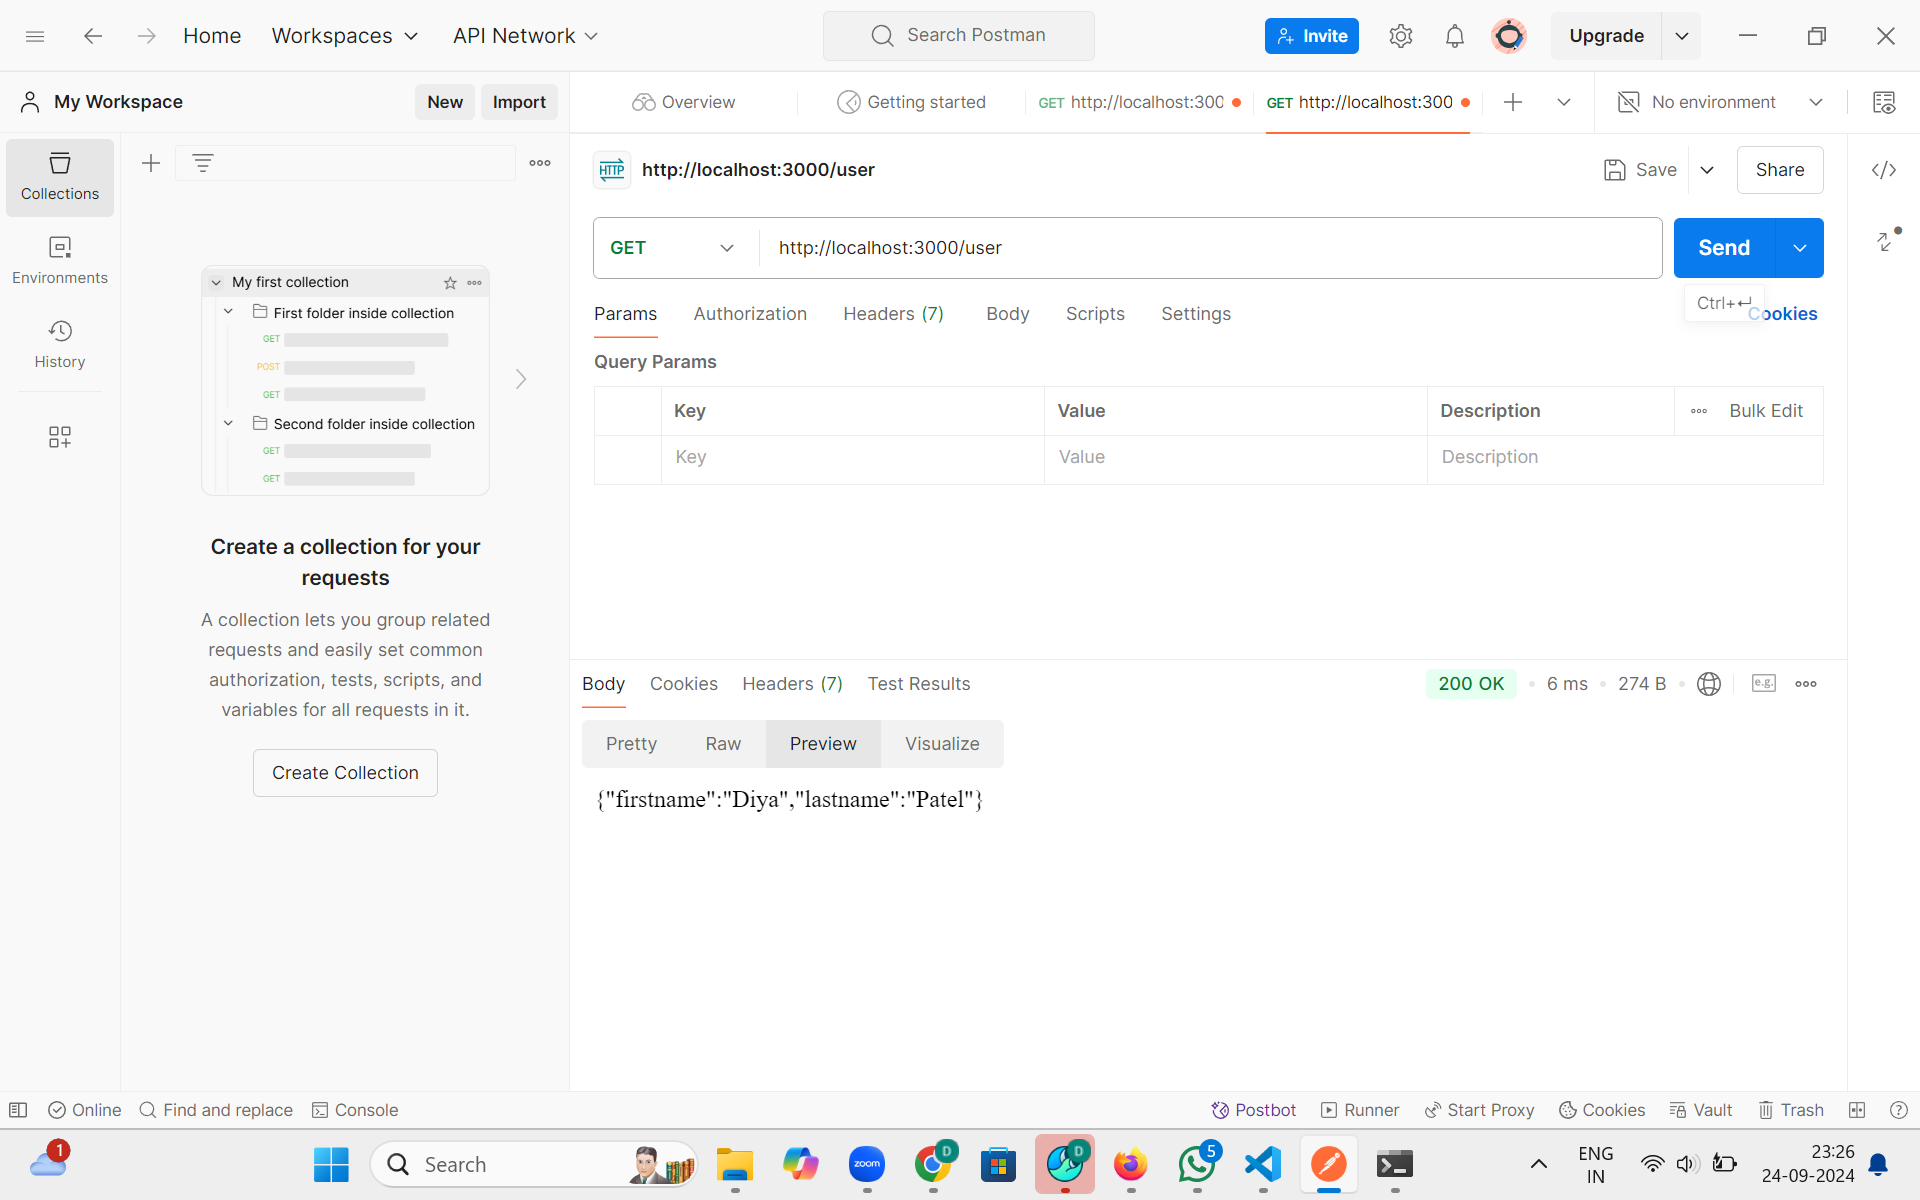 Home Workspaces API Network Search Postman Invite Upgrade
My Workspace New Import Overview Getting started GET http://localhost:300 GET http://localhost:300 No environment
Collections
Environments
History
My first collection
First folder inside collection
GET
POST
GET
Second folder inside collection
GET
GET
Create a collection for your
requests
A collection lets you group related
requests and easily set common
authorization, tests, scripts, and
variables for all requests in it.
Create Collection
HTTP http://localhost:3000/user Save Share
GET http://localhost:3000/user Send
Ctrl+↵
Params Authorization Headers (7) Body Scripts Settings Cookies
Query Params
Key Value Description Bulk Edit
Key Value Description
Body Cookies Headers (7) Test Results 200 OK 6 ms 274 B e.g.
Pretty Raw Preview Visualize
{"firstname":"Diya","lastname":"Patel"}
Online Find and replace Console Postbot Runner Start Proxy Cookies Vault Trash
1 Search zoom D D 5 ENG
IN
23:26
24-09-2024